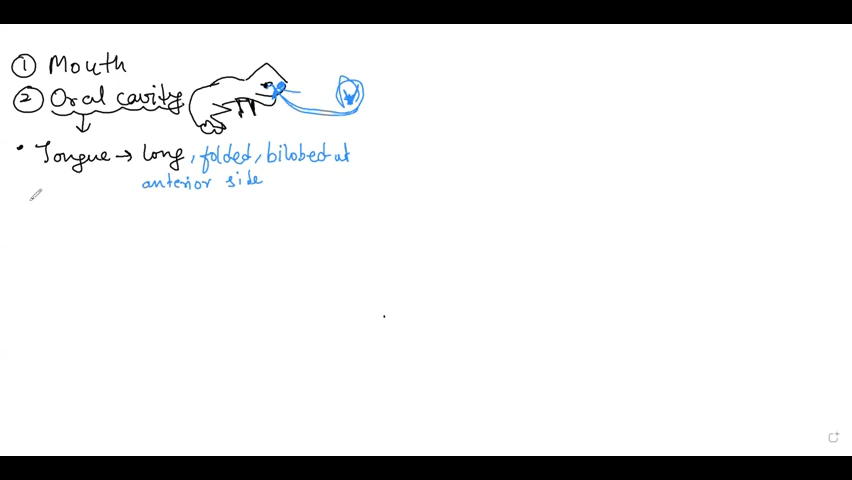 ① Mouth
② Oral cavity
• Tongue → long, folded, bilobed at
anterior side